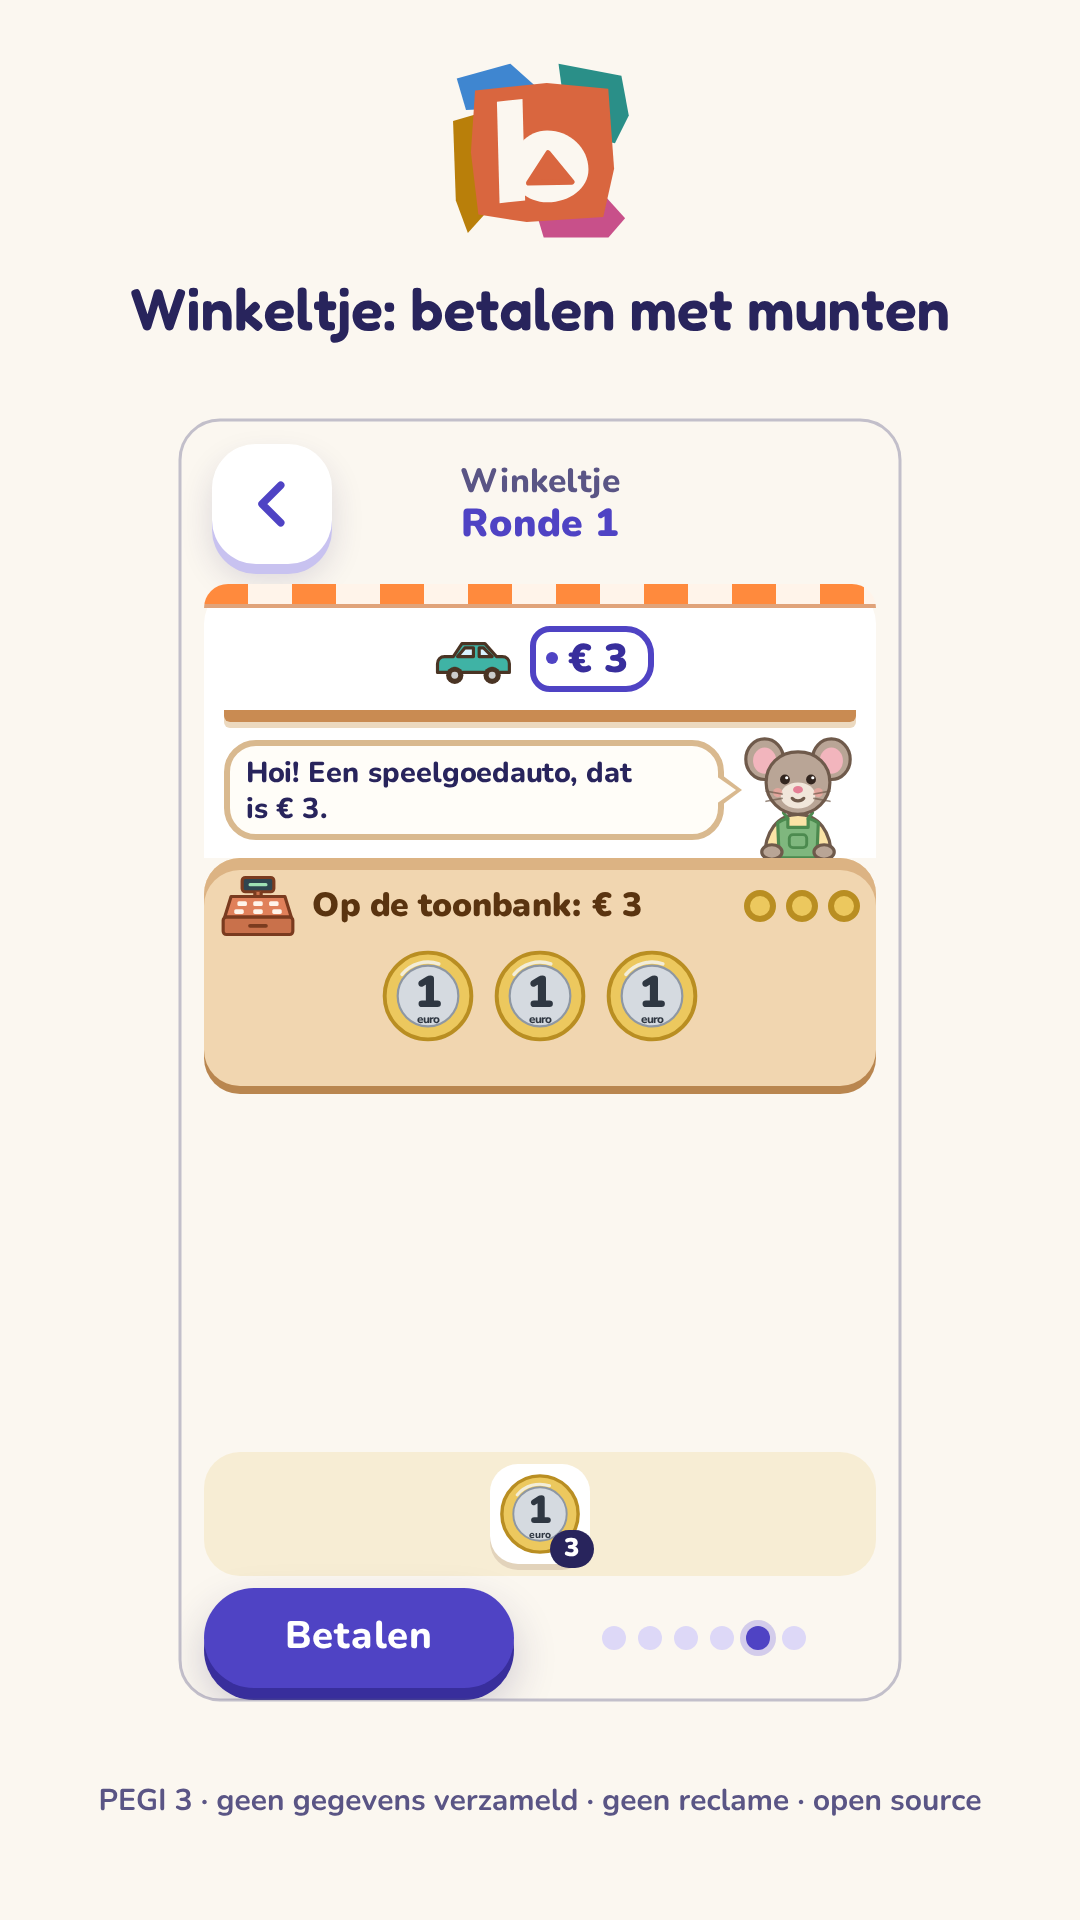 b
Winkeltje: betalen met munten
Winkeltje
Ronde 1
€ 3
Hoi! Een speelgoedauto, dat
is € 3.
Op de toonbank: € 3
1 euro
1 euro
1 euro
1 euro
3
Betalen
PEGI 3 · geen gegevens verzameld · geen reclame · open source